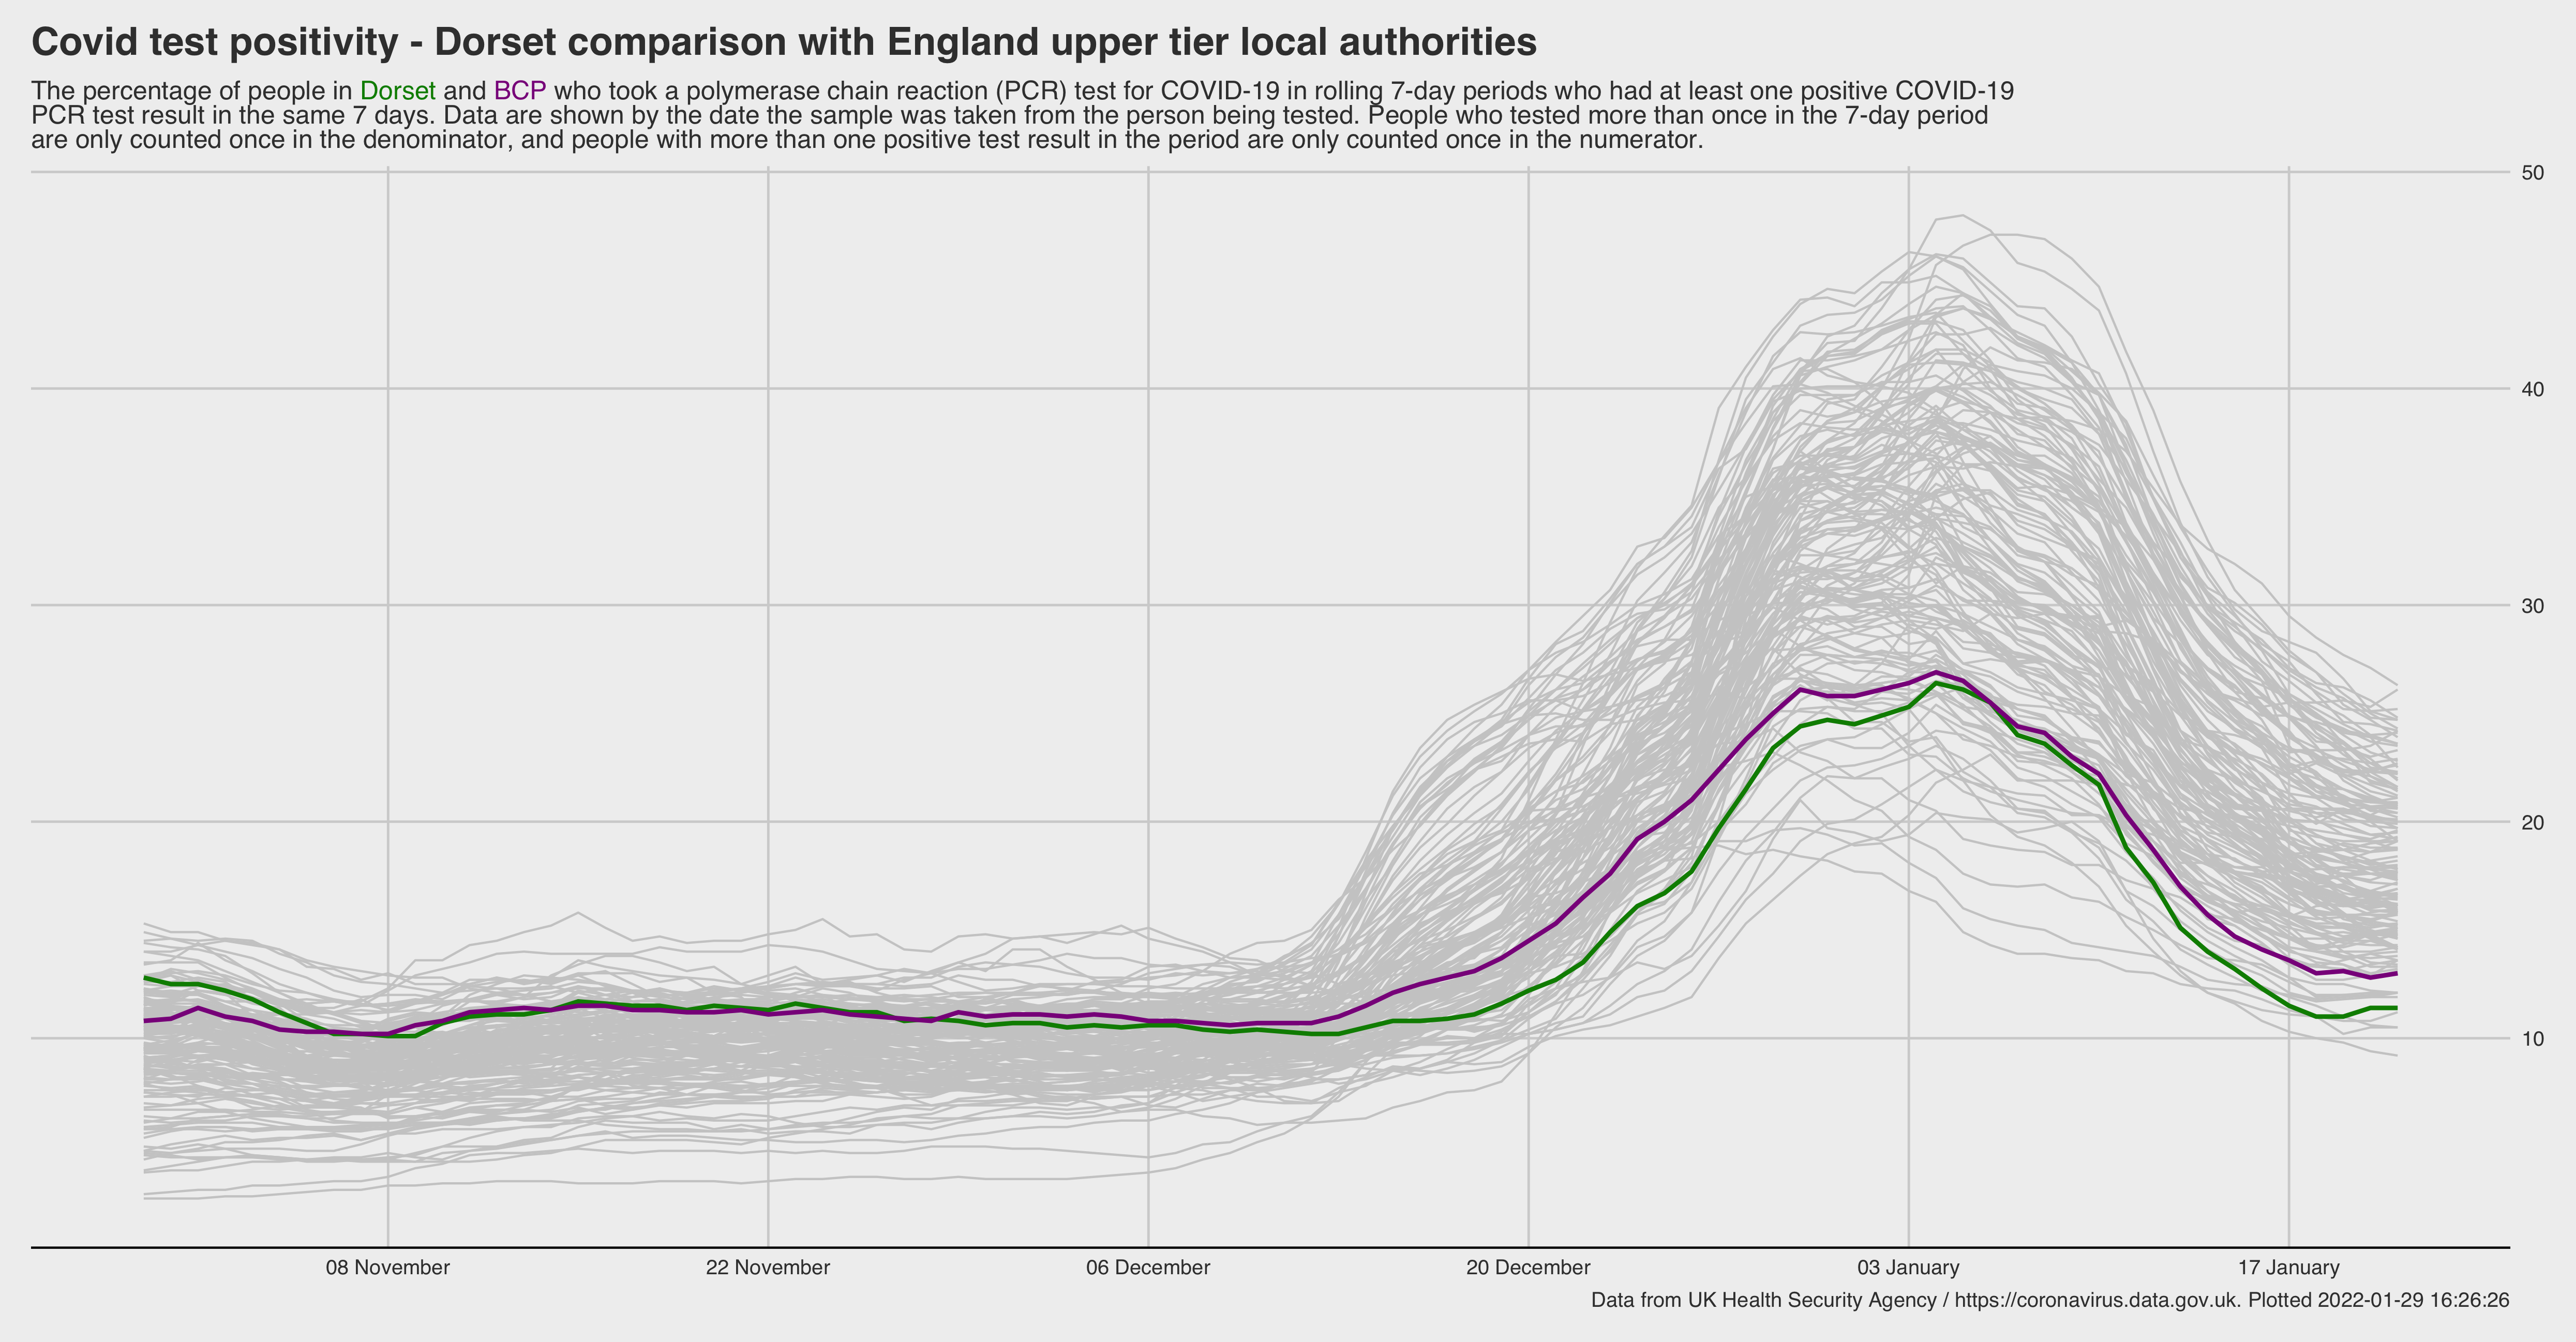 Covid test positivity - Dorset comparison with England upper tier local authorities
The percentage of people in Dorset and BCP who took a polymerase chain reaction (PCR) test for COVID-19 in rolling 7-day periods who had at least one positive COVID-19
PCR test result in the same 7 days. Data are shown by the date the sample was taken from the person being tested. People who tested more than once in the 7-day period
are only counted once in the denominator, and people with more than one positive test result in the period are only counted once in the numerator.
50
40
30
20
10
08 November
22 November
06 December
20 December
03 January
17 January
Data from UK Health Security Agency / https://coronavirus.data.gov.uk. Plotted 2022-01-29 16:26:26